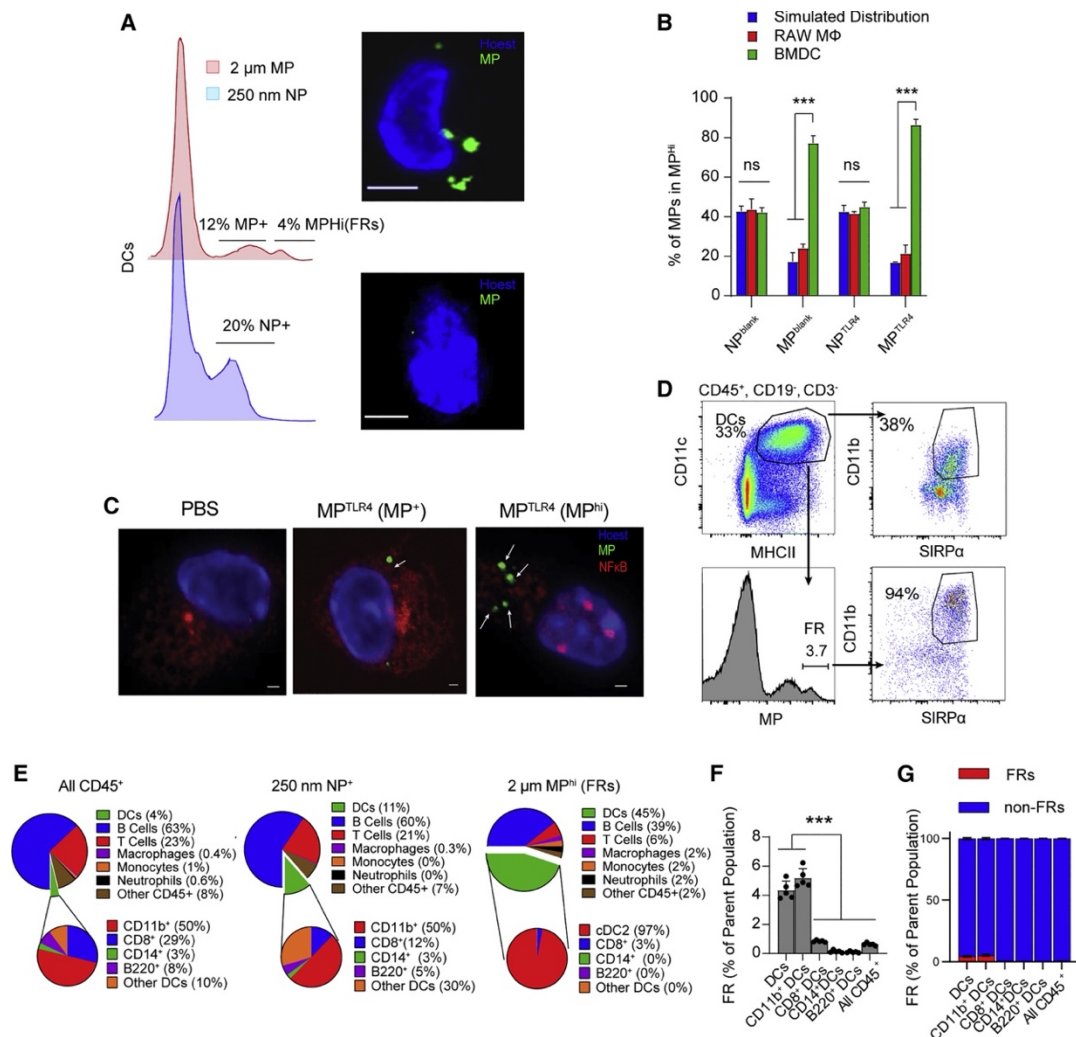 A
2 µm MP
250 nm NP
12% MP+
4% MPHi(FRs)
20% NP+
DCs
Hoest
MP
Hoest
MP
B
Simulated Distribution
RAW MΦ
BMDC
% of MPs in MP^Hi
100
80
60
40
20
0
ns
***
ns
***
NP^blank
MP^blank
NP^TLR4
MP^TLR4
C
PBS
MP^TLR4 (MP⁺)
MP^TLR4 (MP^hi)
Hoest
MP
NFκB
D
CD45⁺, CD19⁻, CD3⁻
DCs
33%
CD11c
MHCII
38%
CD11b
SIRPα
FR
3.7
MP
94%
CD11b
SIRPα
E
All CD45⁺
DCs (4%)
B Cells (63%)
T Cells (23%)
Macrophages (0.4%)
Monocytes (1%)
Neutrophils (0.6%)
Other CD45+ (8%)
CD11b⁺ (50%)
CD8⁺ (29%)
CD14⁺ (3%)
B220⁺ (8%)
Other DCs (10%)
250 nm NP⁺
DCs (11%)
B Cells (60%)
T Cells (21%)
Macrophages (0.3%)
Monocytes (0%)
Neutrophils (0%)
Other CD45+ (7%)
CD11b⁺ (50%)
CD8⁺(12%)
CD14⁺ (3%)
B220⁺ (5%)
Other DCs (30%)
2 µm MP^hi (FRs)
DCs (45%)
B Cells (39%)
T Cells (6%)
Macrophages (2%)
Monocytes (2%)
Neutrophils (2%)
Other CD45+(2%)
cDC2 (97%)
CD8⁺ (3%)
CD14⁺ (0%)
B220⁺ (0%)
Other DCs (0%)
F
FR (% of Parent Population)
8
6
4
2
0
***
DCs
CD11b⁺ DCs
CD8⁺ DCs
CD14⁺DCs
B220⁺ DCs
All CD45⁺
G
FRs
non-FRs
FR (% of Parent Population)
100
50
0
DCs
CD11b⁺ DCs
CD8⁺ DCs
CD14⁺DCs
B220⁺ DCs
All CD45⁺